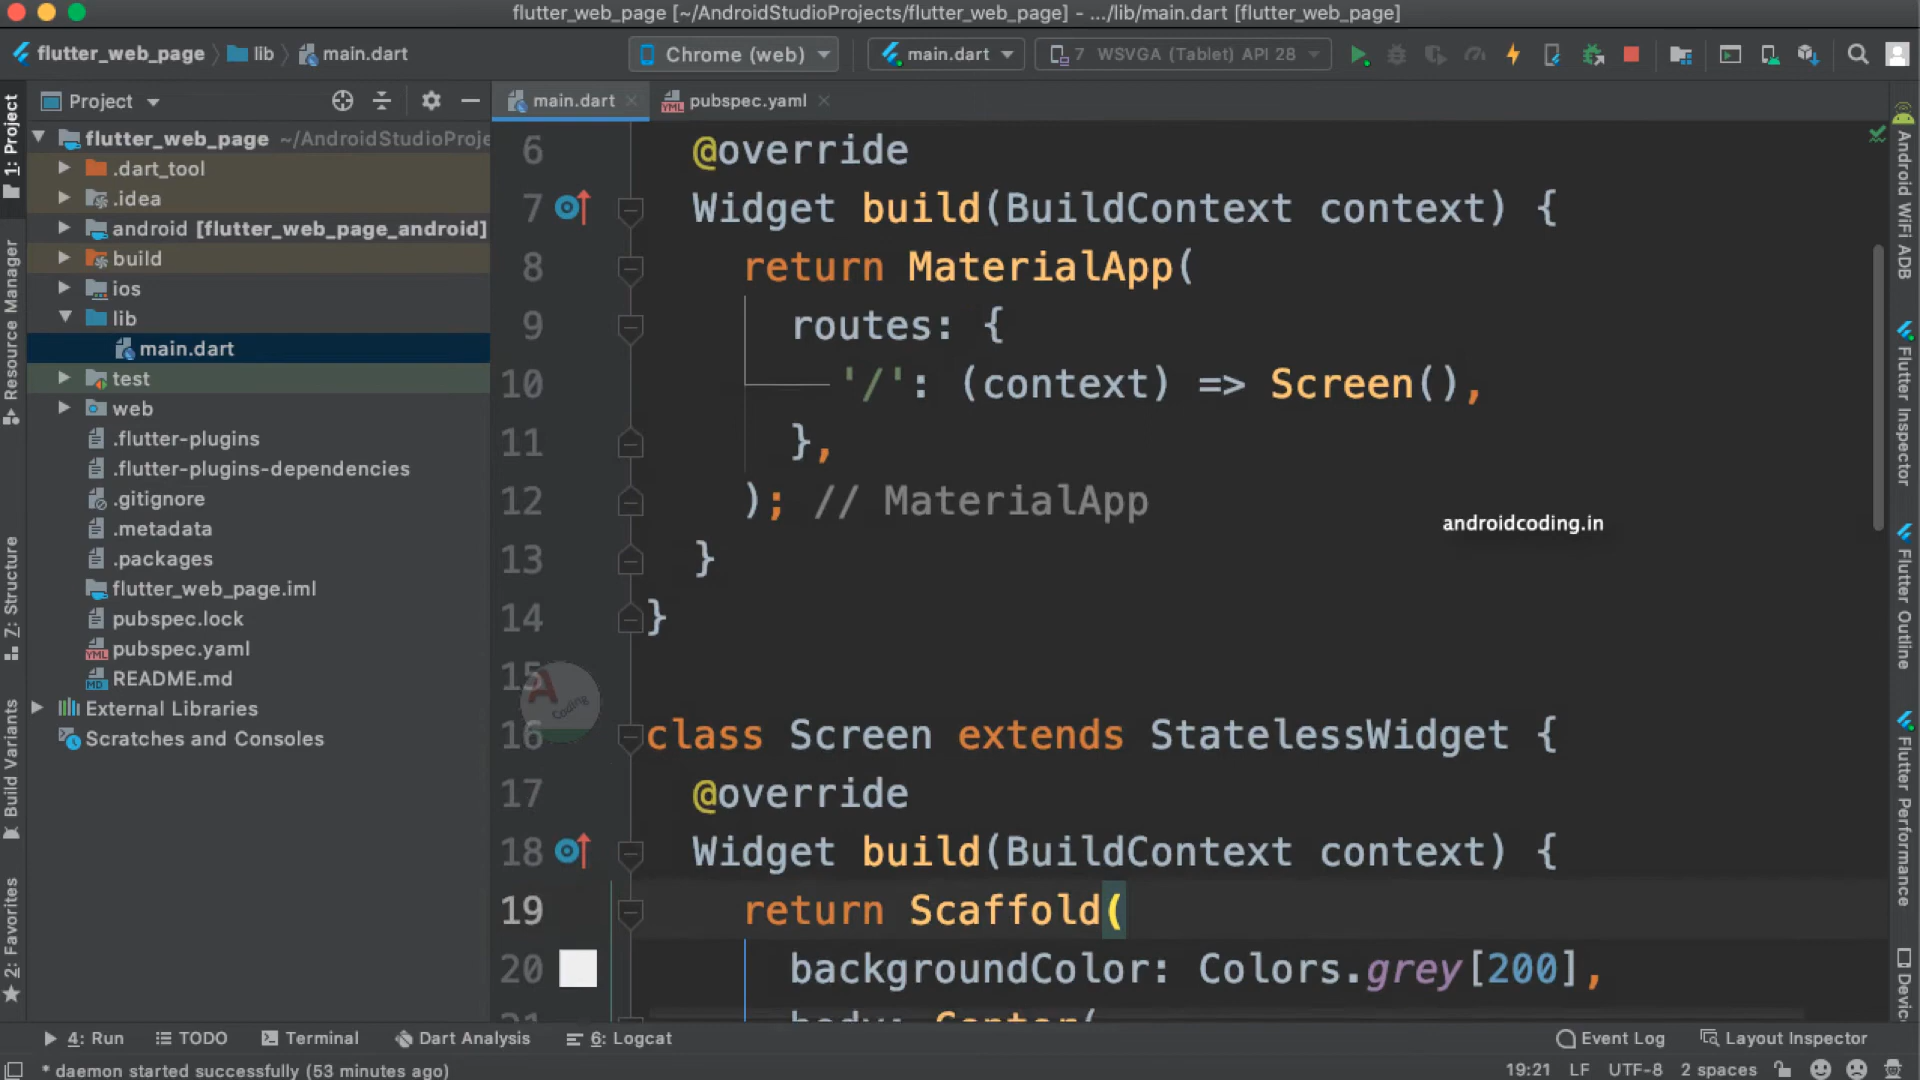 flutter_web_page [~/AndroidStudioProjects/flutter_web_page] - .../lib/main.dart [flutter_web_page]
flutter_web_page lib main.dart Chrome (web) main.dart 7 WSVGA (Tablet) API 28
1: Project
Resource Manager
Z: Structure
Build Variants
2: Favorites
Project
flutter_web_page ~/AndroidStudioProje
.dart_tool
.idea
android [flutter_web_page_android]
build
ios
lib
main.dart
test
web
.flutter-plugins
.flutter-plugins-dependencies
.gitignore
.metadata
.packages
flutter_web_page.iml
pubspec.lock
pubspec.yaml
README.md
External Libraries
Scratches and Consoles
main.dart pubspec.yaml
6 @override
7 Widget build(BuildContext context) {
8 return MaterialApp(
9 routes: {
10 '/': (context) => Screen(),
11 },
12 ); // MaterialApp
13 }
14 }
15
16 class Screen extends StatelessWidget {
17 @override
18 Widget build(BuildContext context) {
19 return Scaffold(
20 backgroundColor: Colors.grey[200],
21 body: Center(
androidcoding.in
A
Coding
Android WiFi ADB
Flutter Inspector
Flutter Outline
Flutter Performance
4: Run TODO Terminal Dart Analysis 6: Logcat Event Log Layout Inspector
* daemon started successfully (53 minutes ago) 19:21 LF UTF-8 2 spaces